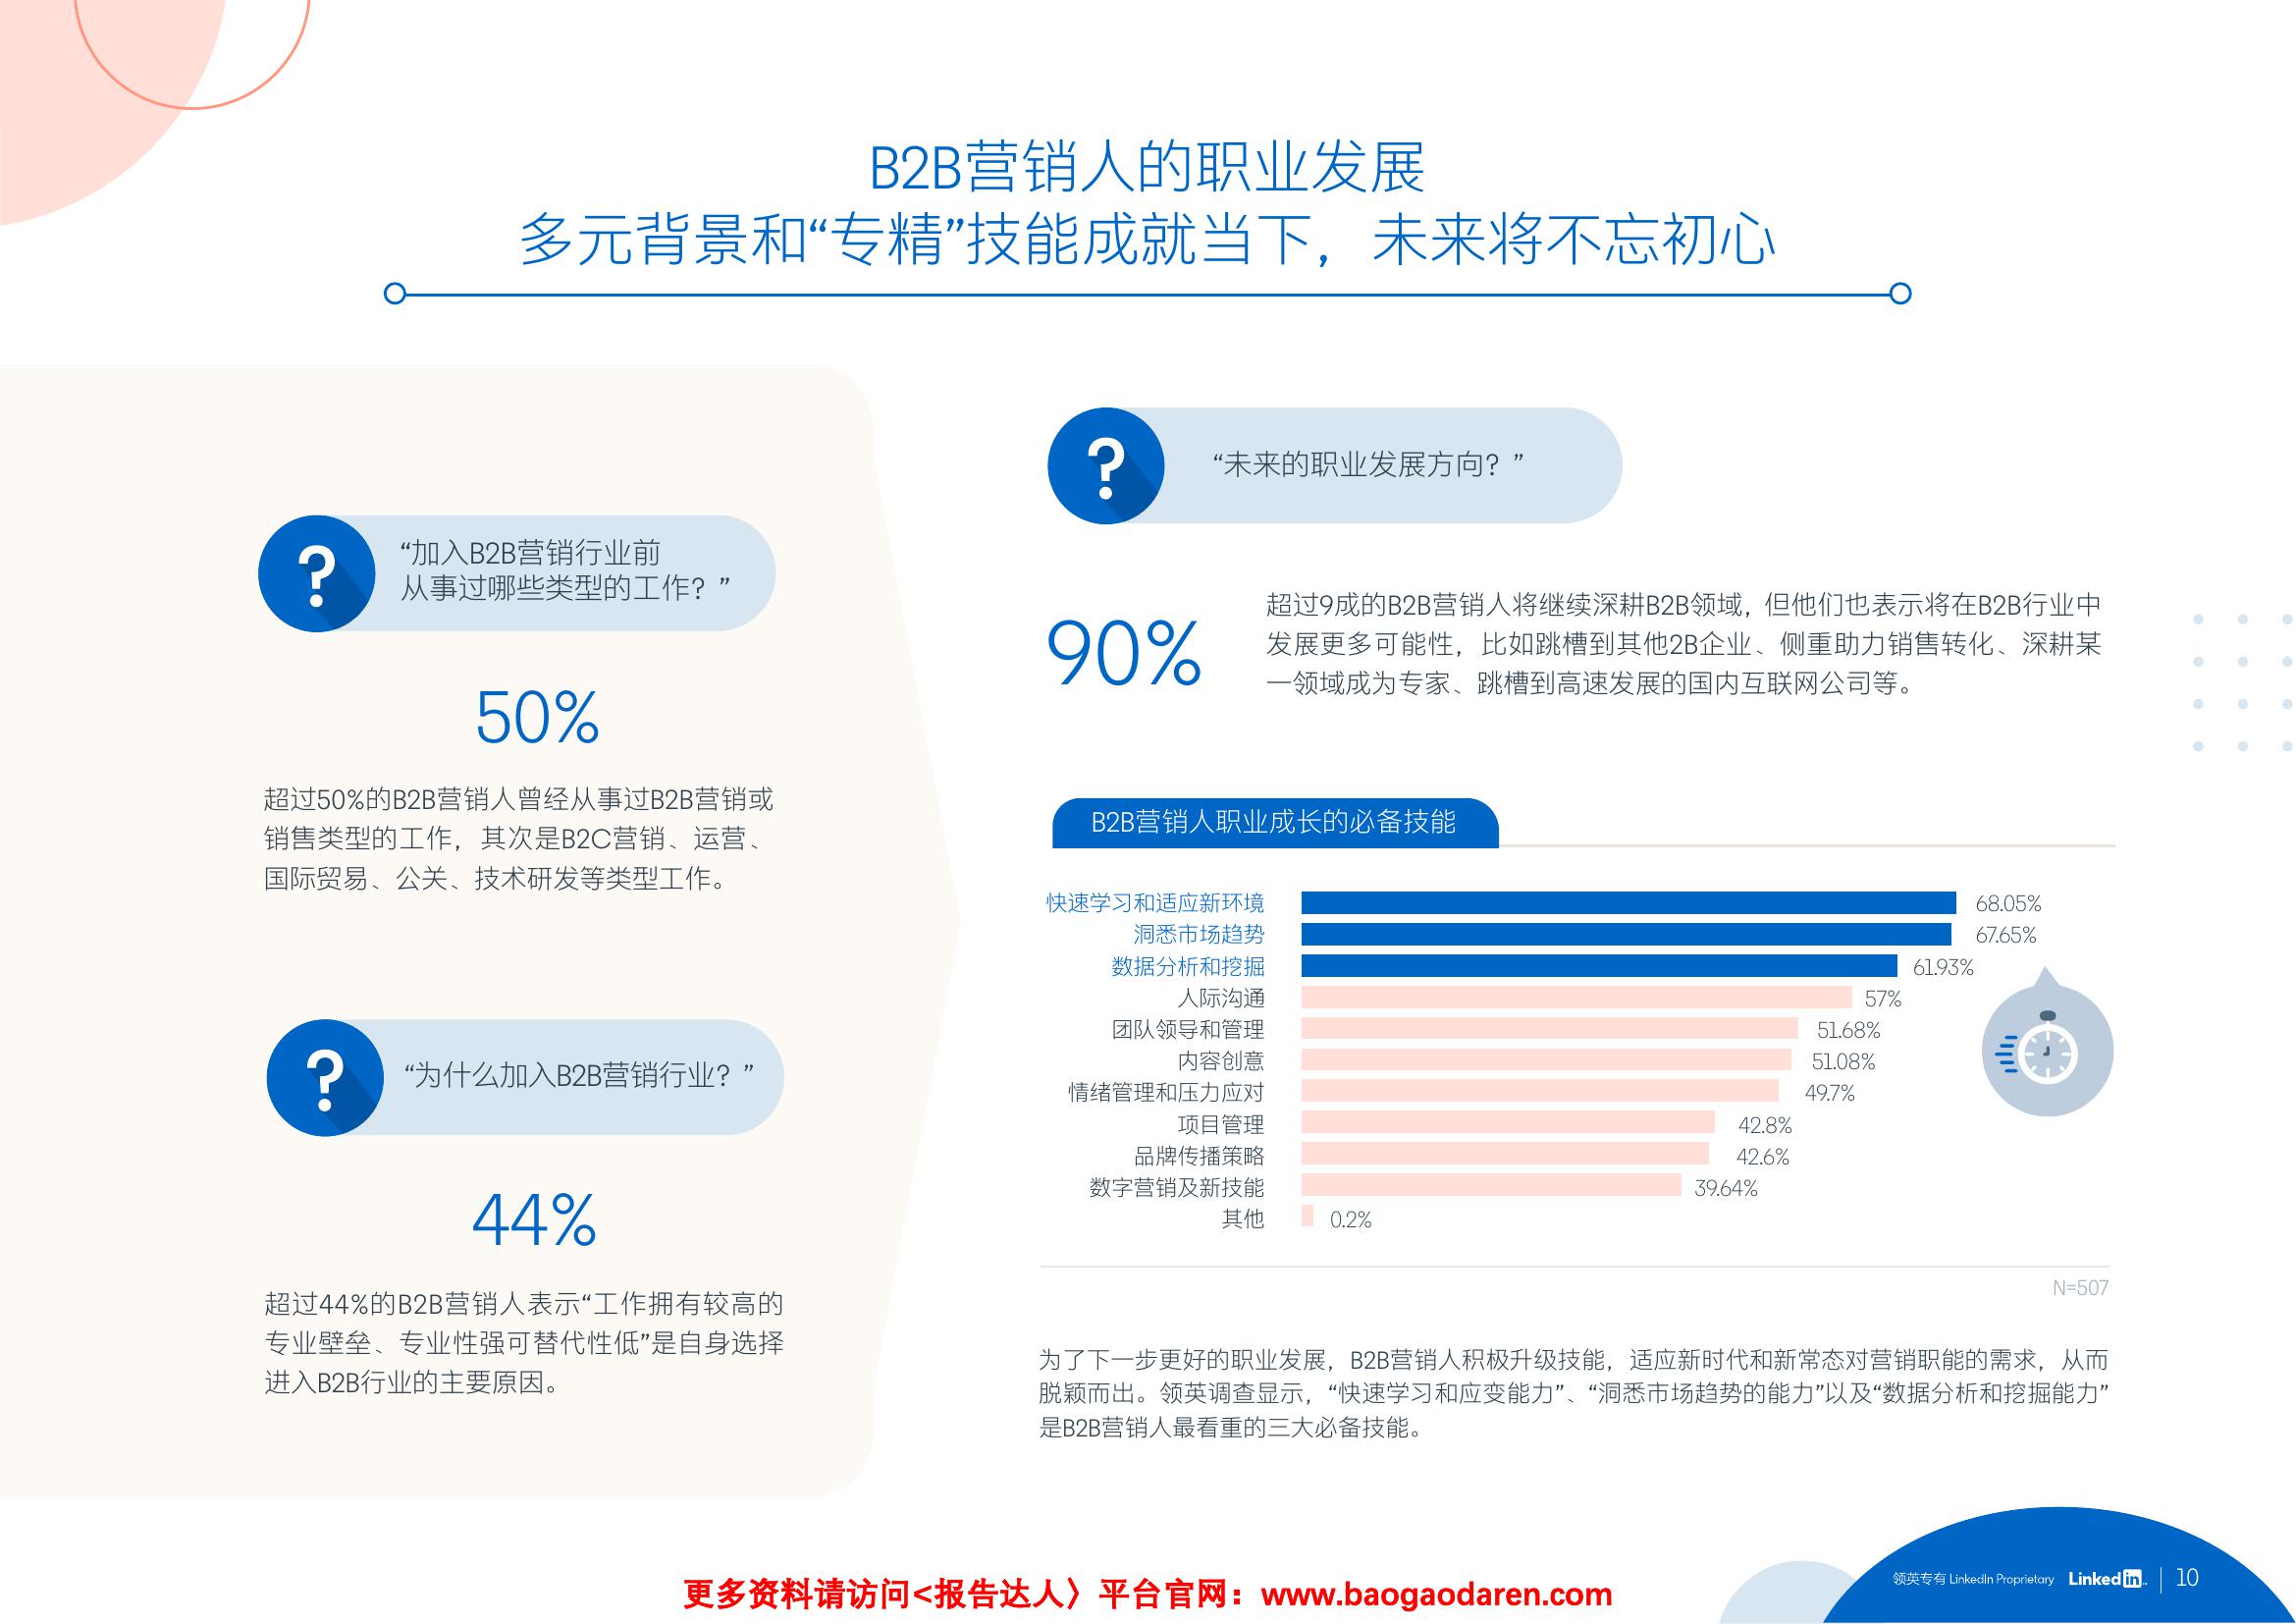 B2B营销人的职业发展
多元背景和“专精”技能成就当下，未来将不忘初心
“加入B2B营销行业前
从事过哪些类型的工作？”
50%
超过50%的B2B营销人曾经从事过B2B营销或
销售类型的工作，其次是B2C营销、运营、
国际贸易、公关、技术研发等类型工作。
“为什么加入B2B营销行业？”
44%
超过44%的B2B营销人表示“工作拥有较高的
专业壁垒、专业性强可替代性低”是自身选择
进入B2B行业的主要原因。
“未来的职业发展方向？”
90%
超过9成的B2B营销人将继续深耕B2B领域，但他们也表示将在B2B行业中
发展更多可能性，比如跳槽到其他2B企业、侧重助力销售转化、深耕某
一领域成为专家、跳槽到高速发展的国内互联网公司等。
B2B营销人职业成长的必备技能
快速学习和适应新环境 68.05%
洞悉市场趋势 67.65%
数据分析和挖掘 61.93%
人际沟通 57%
团队领导和管理 51.68%
内容创意 51.08%
情绪管理和压力应对 49.7%
项目管理 42.8%
品牌传播策略 42.6%
数字营销及新技能 39.64%
其他 0.2%
N=507
为了下一步更好的职业发展，B2B营销人积极升级技能，适应新时代和新常态对营销职能的需求，从而
脱颖而出。领英调查显示，“快速学习和应变能力”、“洞悉市场趋势的能力”以及“数据分析和挖掘能力”
是B2B营销人最看重的三大必备技能。
领英专有 LinkedIn Proprietary LinkedIn | 10
更多资料请访问<报告达人〉平台官网：www.baogaodaren.com